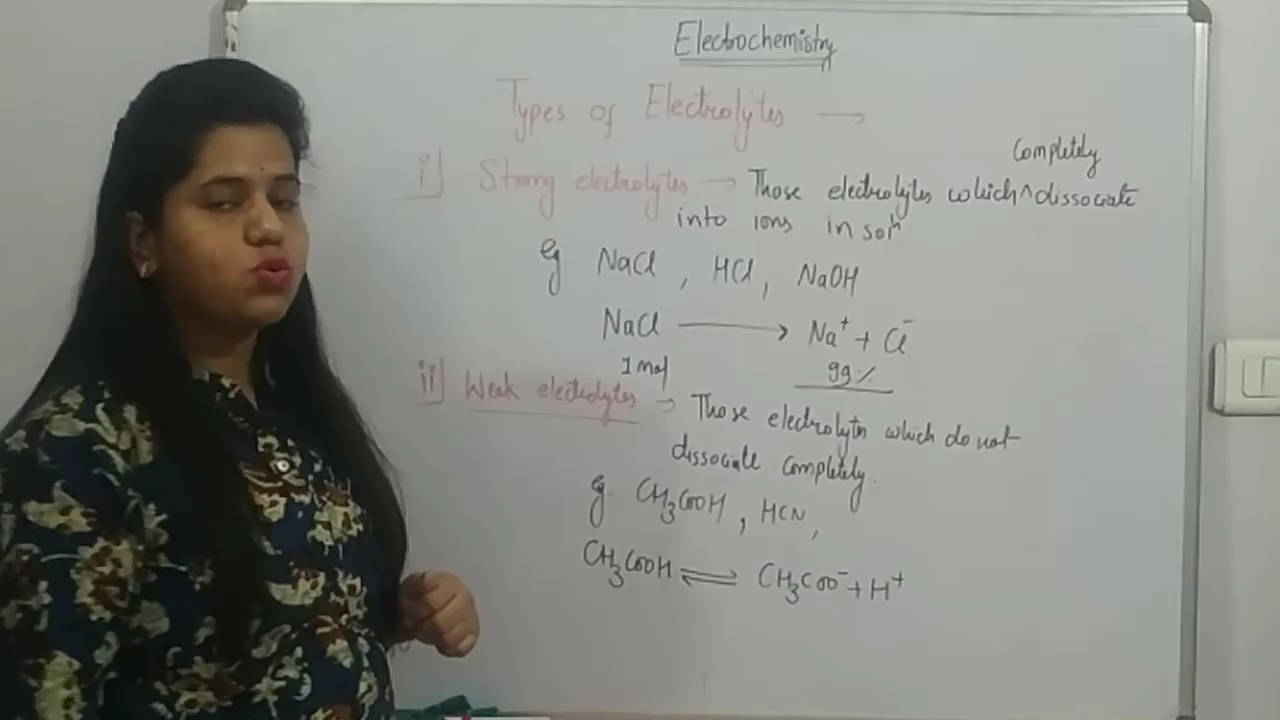 Electrochemistry
Types of Electrolytes →
i] Strong electrolytes → Those electrolytes which ^ completely dissociate
into ions in solⁿ
eg NaCl , HCl , NaOH
NaCl ⟶ Na⁺ + Cl⁻
1 mol 99%
ii] Weak electrolytes → Those electrolytes which do not
dissociate completely.
eg. CH₃COOH , HCN ,
CH₃COOH ⇌ CH₃COO⁻ + H⁺